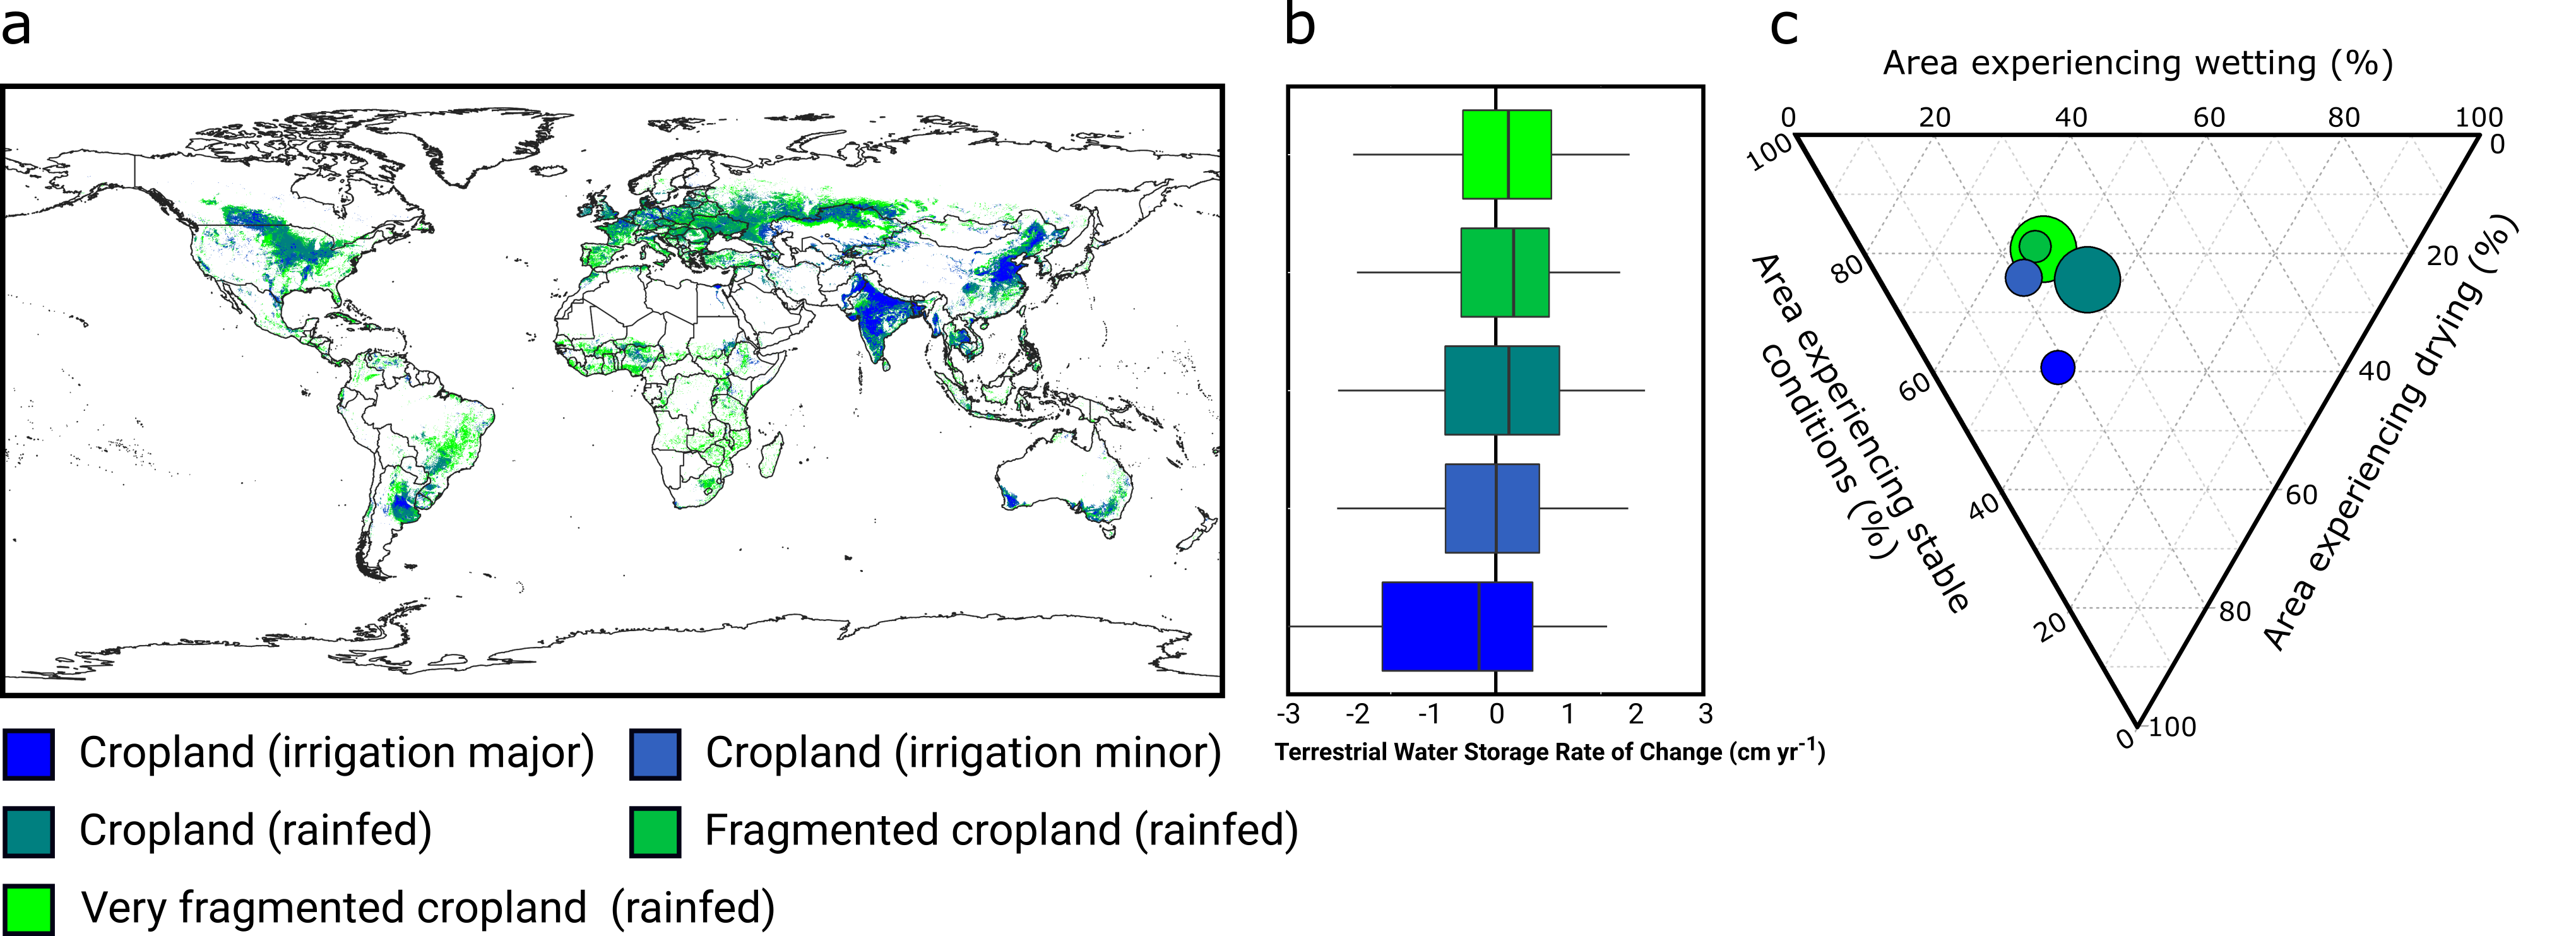 a
b
c
Area experiencing wetting (%)
0 20 40 60 80 100
100 80 60 40 20 0
0 20 40 60 80 100
Area experiencing stable
conditions (%)
Area experiencing drying (%)
-3 -2 -1 0 1 2 3
Terrestrial Water Storage Rate of Change (cm yr⁻¹)
Cropland (irrigation major)
Cropland (irrigation minor)
Cropland (rainfed)
Fragmented cropland (rainfed)
Very fragmented cropland (rainfed)